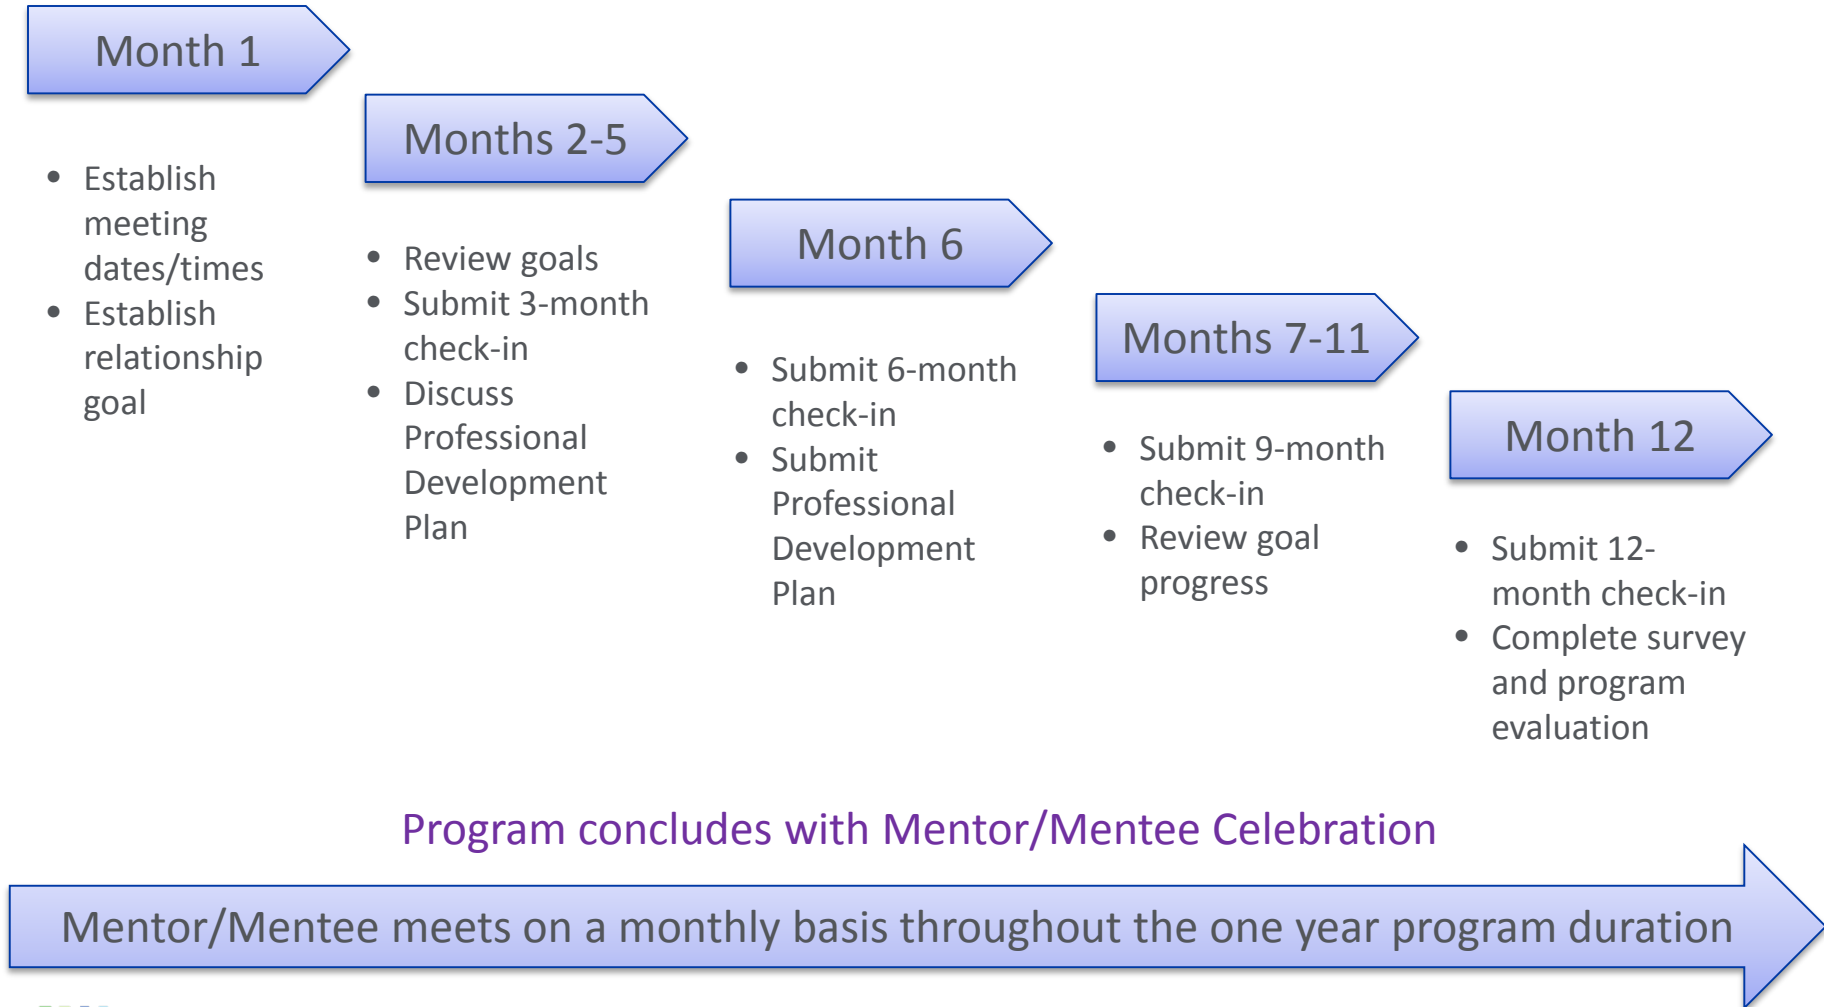 Month 1
• Establish
meeting
dates/times
• Establish
relationship
goal
Months 2-5
• Review goals
• Submit 3-month
check-in
• Discuss
Professional
Development
Plan
Month 6
• Submit 6-month
check-in
• Submit
Professional
Development
Plan
Months 7-11
• Submit 9-month
check-in
• Review goal
progress
Month 12
• Submit 12-
month check-in
• Complete survey
and program
evaluation
Program concludes with Mentor/Mentee Celebration
Mentor/Mentee meets on a monthly basis throughout the one year program duration